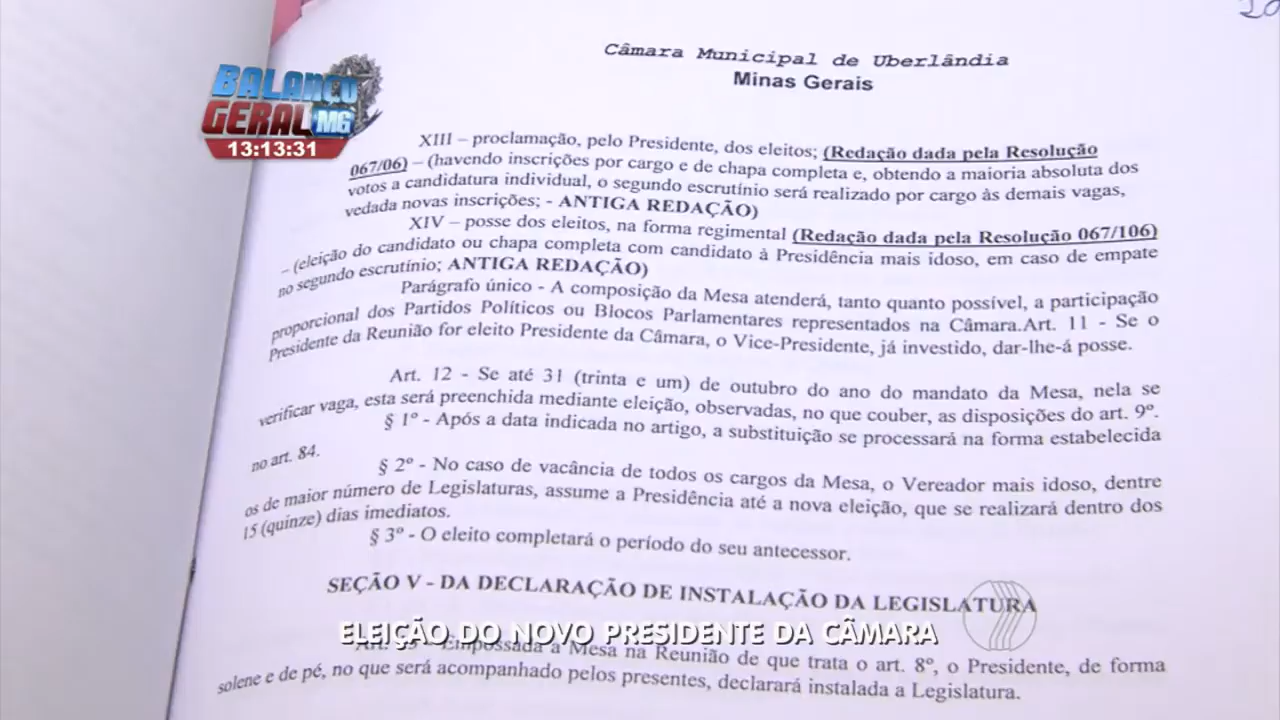 Câmara Municipal de Uberlândia
Minas Gerais
BALANÇO
GERAL MG
13:13:31
XIII – proclamação, pelo Presidente, dos eleitos; (Redação dada pela Resolução
067/06) – (havendo inscrições por cargo e de chapa completa e, obtendo a maioria absoluta dos
votos a candidatura individual, o segundo escrutínio será realizado por cargo às demais vagas,
vedada novas inscrições; - ANTIGA REDAÇÃO)
XIV – posse dos eleitos, na forma regimental (Redação dada pela Resolução 067/106)
– (eleição do candidato ou chapa completa com candidato à Presidência mais idoso, em caso de empate
no segundo escrutínio; ANTIGA REDAÇÃO)
Parágrafo único - A composição da Mesa atenderá, tanto quanto possível, a participação
proporcional dos Partidos Políticos ou Blocos Parlamentares representados na Câmara.Art. 11 - Se o
Presidente da Reunião for eleito Presidente da Câmara, o Vice-Presidente, já investido, dar-lhe-á posse.
Art. 12 - Se até 31 (trinta e um) de outubro do ano do mandato da Mesa, nela se
verificar vaga, esta será preenchida mediante eleição, observadas, no que couber, as disposições do art. 9º.
§ 1º - Após a data indicada no artigo, a substituição se processará na forma estabelecida
no art. 84.
§ 2º - No caso de vacância de todos os cargos da Mesa, o Vereador mais idoso, dentre
os de maior número de Legislaturas, assume a Presidência até a nova eleição, que se realizará dentro dos
15 (quinze) dias imediatos.
§ 3º - O eleito completará o período do seu antecessor.
SEÇÃO V - DA DECLARAÇÃO DE INSTALAÇÃO DA LEGISLATURA
ELEIÇÃO DO NOVO PRESIDENTE DA CÂMARA
Empossada a Mesa na Reunião de que trata o art. 8º, o Presidente, de forma
solene e de pé, no que será acompanhado pelos presentes, declarará instalada a Legislatura.